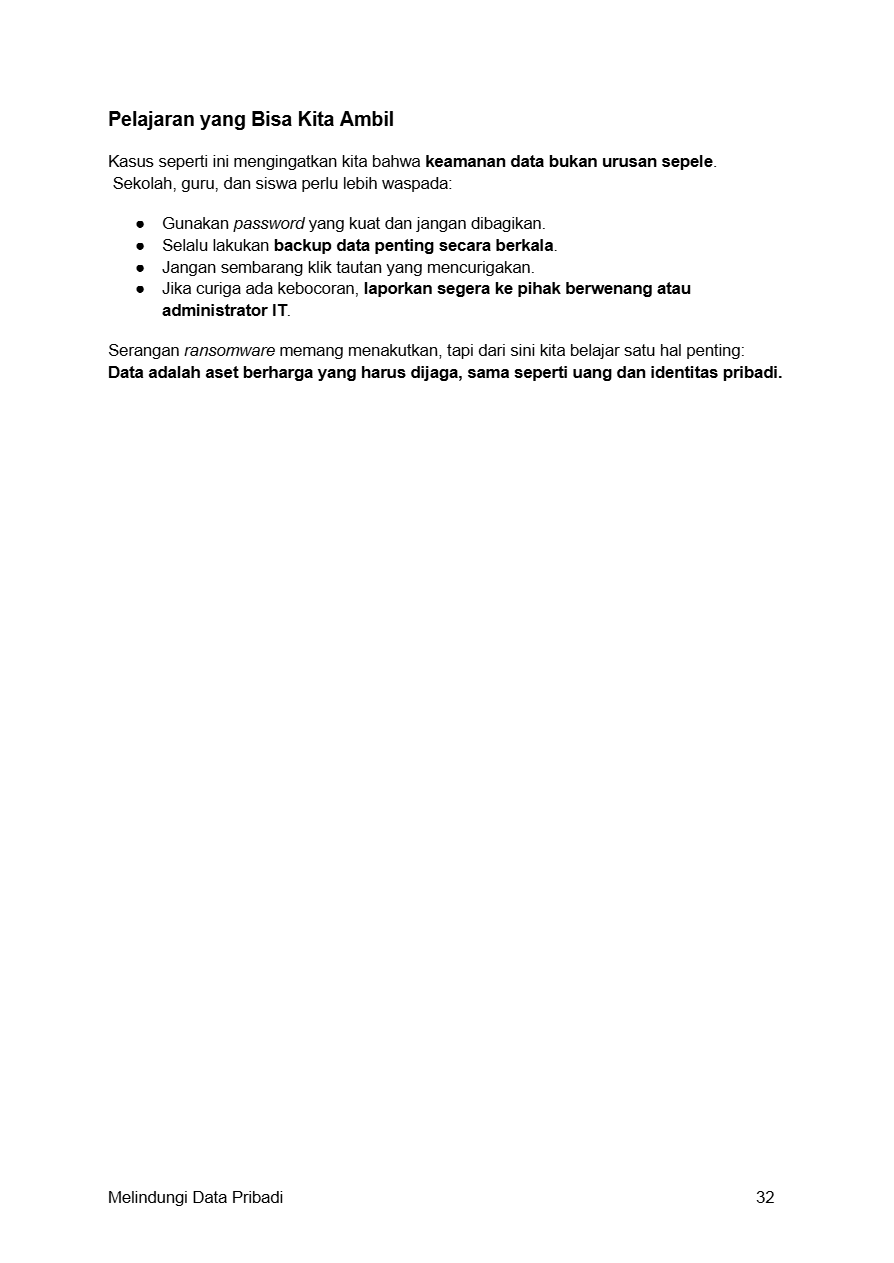 Pelajaran yang Bisa Kita Ambil
Kasus seperti ini mengingatkan kita bahwa keamanan data bukan urusan sepele.
Sekolah, guru, dan siswa perlu lebih waspada:
● Gunakan password yang kuat dan jangan dibagikan.
● Selalu lakukan backup data penting secara berkala.
● Jangan sembarang klik tautan yang mencurigakan.
● Jika curiga ada kebocoran, laporkan segera ke pihak berwenang atau
administrator IT.
Serangan ransomware memang menakutkan, tapi dari sini kita belajar satu hal penting:
Data adalah aset berharga yang harus dijaga, sama seperti uang dan identitas pribadi.
Melindungi Data Pribadi 32